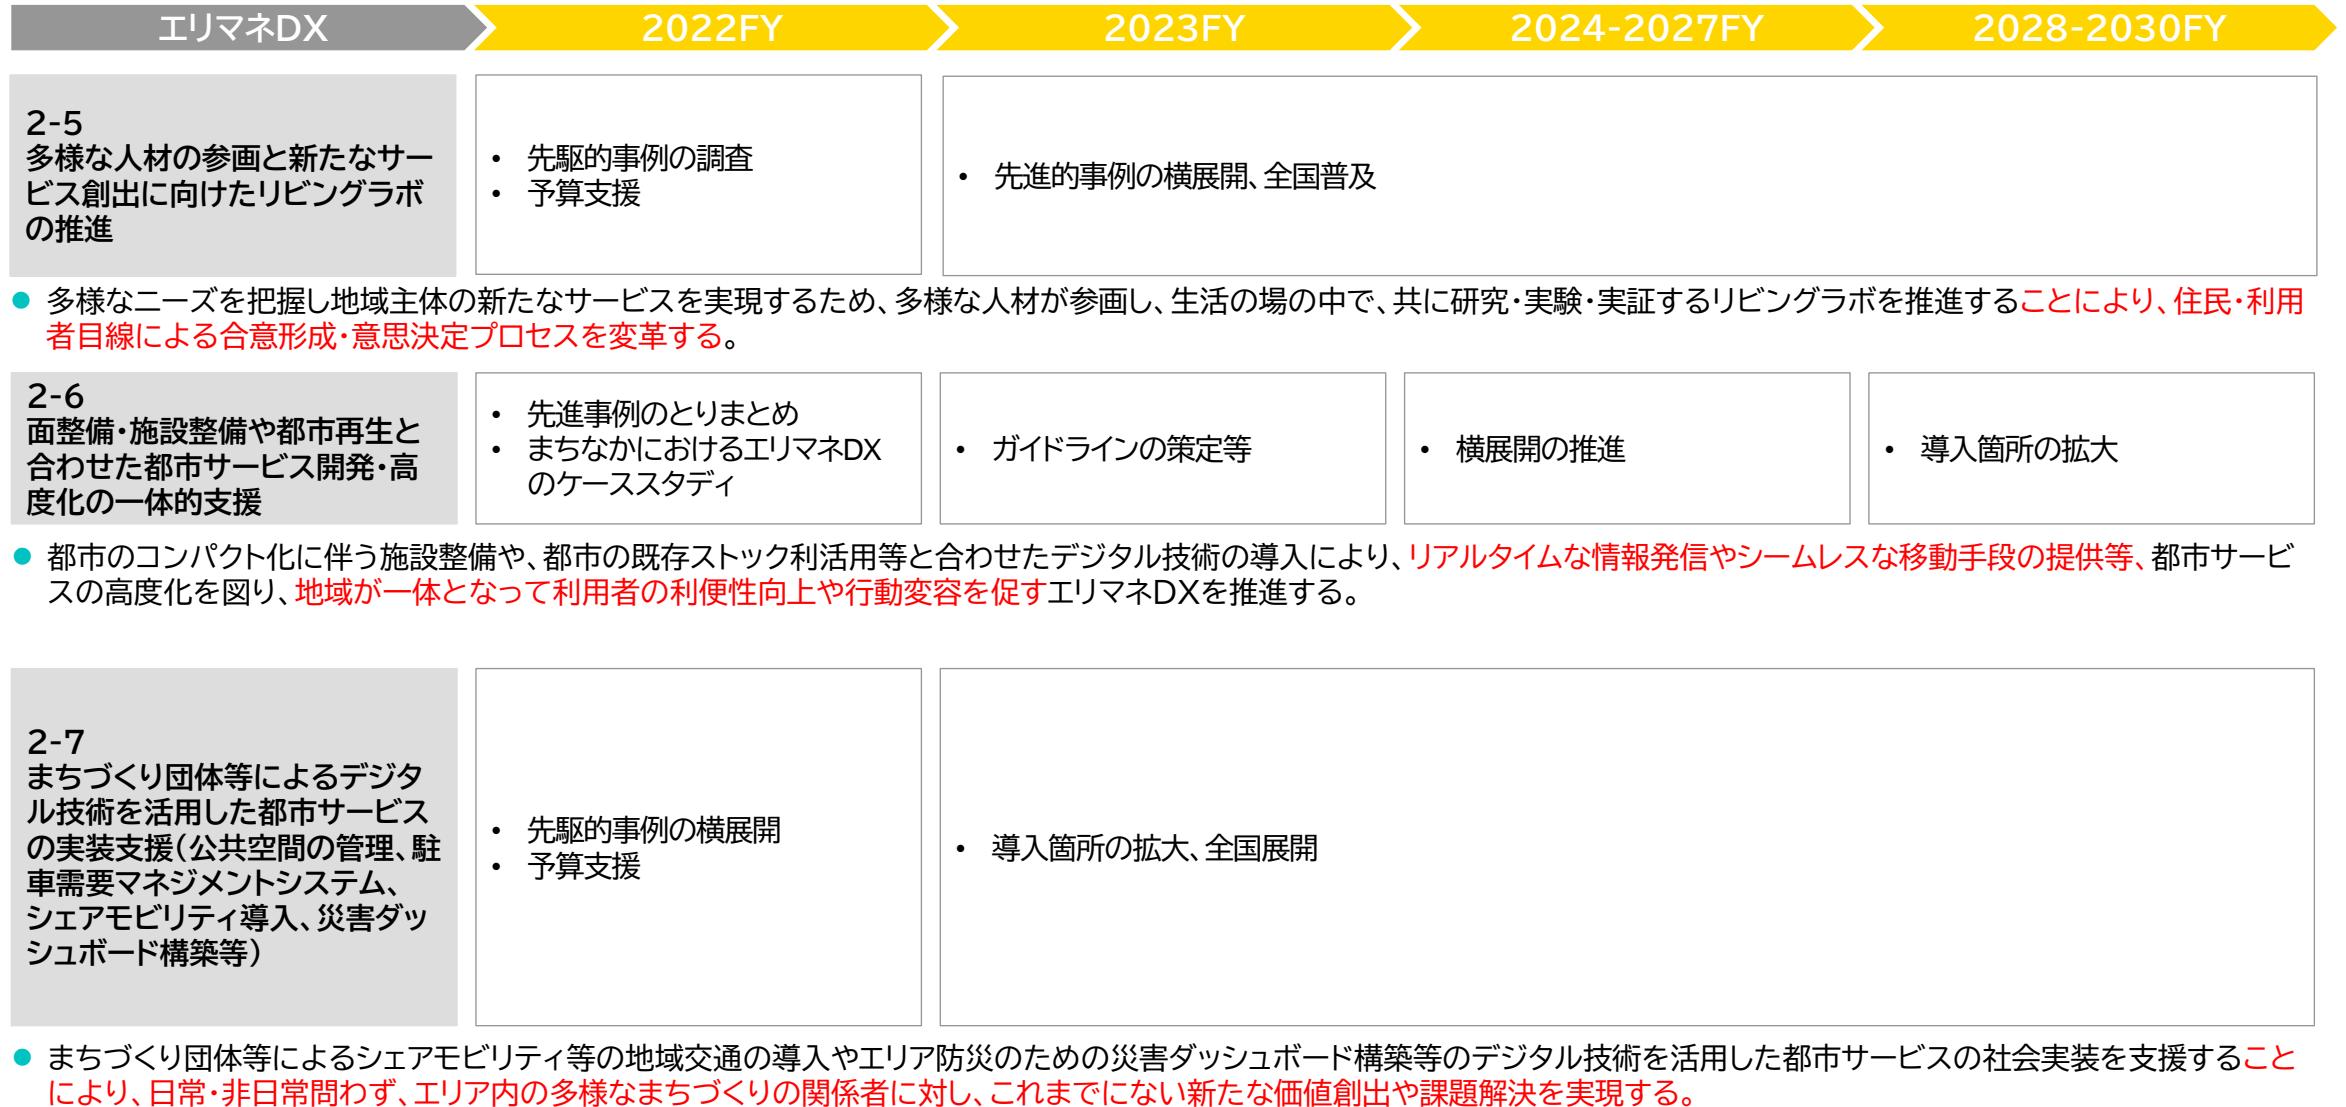 エリマネDX
2022FY
2023FY
2024-2027FY
2028-2030FY
2-5
多様な人材の参画と新たなサー
ビス創出に向けたリビングラボ
の推進
• 先駆的事例の調査
• 予算支援
• 先進的事例の横展開、全国普及
● 多様なニーズを把握し地域主体の新たなサービスを実現するため、多様な人材が参画し、生活の場の中で、共に研究・実験・実証するリビングラボを推進することにより、住民・利用
者目線による合意形成・意思決定プロセスを変革する。
2-6
面整備・施設整備や都市再生と
合わせた都市サービス開発・高
度化の一体的支援
• 先進事例のとりまとめ
• まちなかにおけるエリマネDX
のケーススタディ
• ガイドラインの策定等
• 横展開の推進
• 導入箇所の拡大
● 都市のコンパクト化に伴う施設整備や、都市の既存ストック利活用等と合わせたデジタル技術の導入により、リアルタイムな情報発信やシームレスな移動手段の提供等、都市サービ
スの高度化を図り、地域が一体となって利用者の利便性向上や行動変容を促すエリマネDXを推進する。
2-7
まちづくり団体等によるデジタ
ル技術を活用した都市サービス
の実装支援（公共空間の管理、駐
車需要マネジメントシステム、
シェアモビリティ導入、災害ダッ
シュボード構築等）
• 先駆的事例の横展開
• 予算支援
• 導入箇所の拡大、全国展開
● まちづくり団体等によるシェアモビリティ等の地域交通の導入やエリア防災のための災害ダッシュボード構築等のデジタル技術を活用した都市サービスの社会実装を支援すること
により、日常・非日常問わず、エリア内の多様なまちづくりの関係者に対し、これまでにない新たな価値創出や課題解決を実現する。